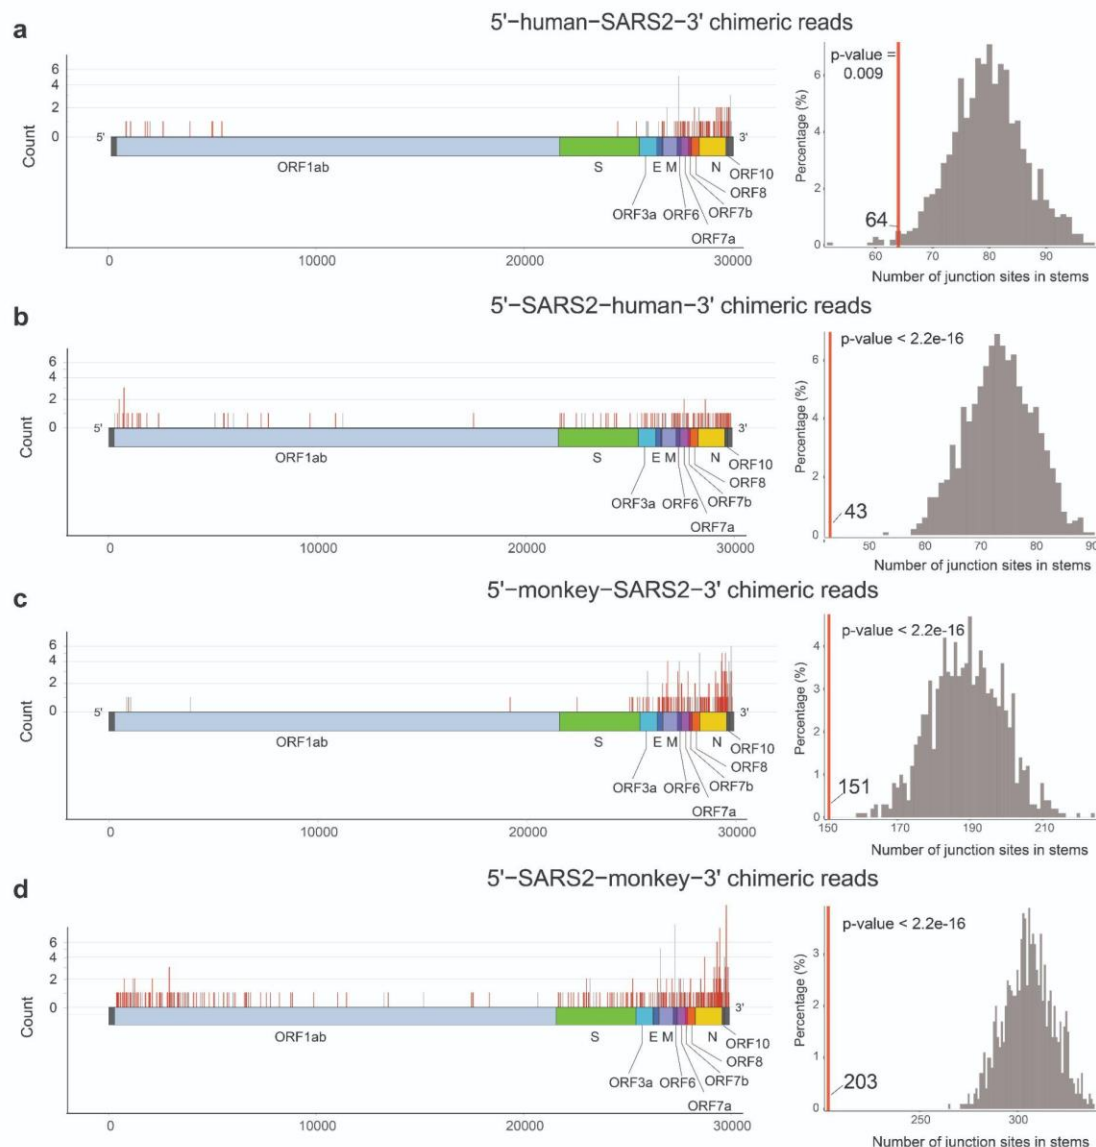 a
5'-human-SARS2-3' chimeric reads
Count
6
4
2
0
5'
3'
ORF1ab
S
E
M
N
ORF10
ORF8
ORF3a
ORF6
ORF7b
ORF7a
0
10000
20000
30000
Percentage (%)
6
4
2
0
p-value =
0.009
64
60
70
80
90
Number of junction sites in stems
b
5'-SARS2-human-3' chimeric reads
Count
6
4
2
0
5'
3'
ORF1ab
S
E
M
N
ORF10
ORF8
ORF3a
ORF6
ORF7b
ORF7a
0
10000
20000
30000
Percentage (%)
6
4
2
0
p-value < 2.2e-16
43
50
60
70
80
90
Number of junction sites in stems
c
5'-monkey-SARS2-3' chimeric reads
Count
6
4
2
0
5'
3'
ORF1ab
S
E
M
N
ORF10
ORF8
ORF3a
ORF6
ORF7b
ORF7a
0
10000
20000
30000
Percentage (%)
4
3
2
1
0
p-value < 2.2e-16
151
150
170
190
210
Number of junction sites in stems
d
5'-SARS2-monkey-3' chimeric reads
Count
6
4
2
0
5'
3'
ORF1ab
S
E
M
N
ORF10
ORF8
ORF3a
ORF6
ORF7b
ORF7a
0
10000
20000
30000
Percentage (%)
3
2
1
0
p-value < 2.2e-16
203
250
300
Number of junction sites in stems